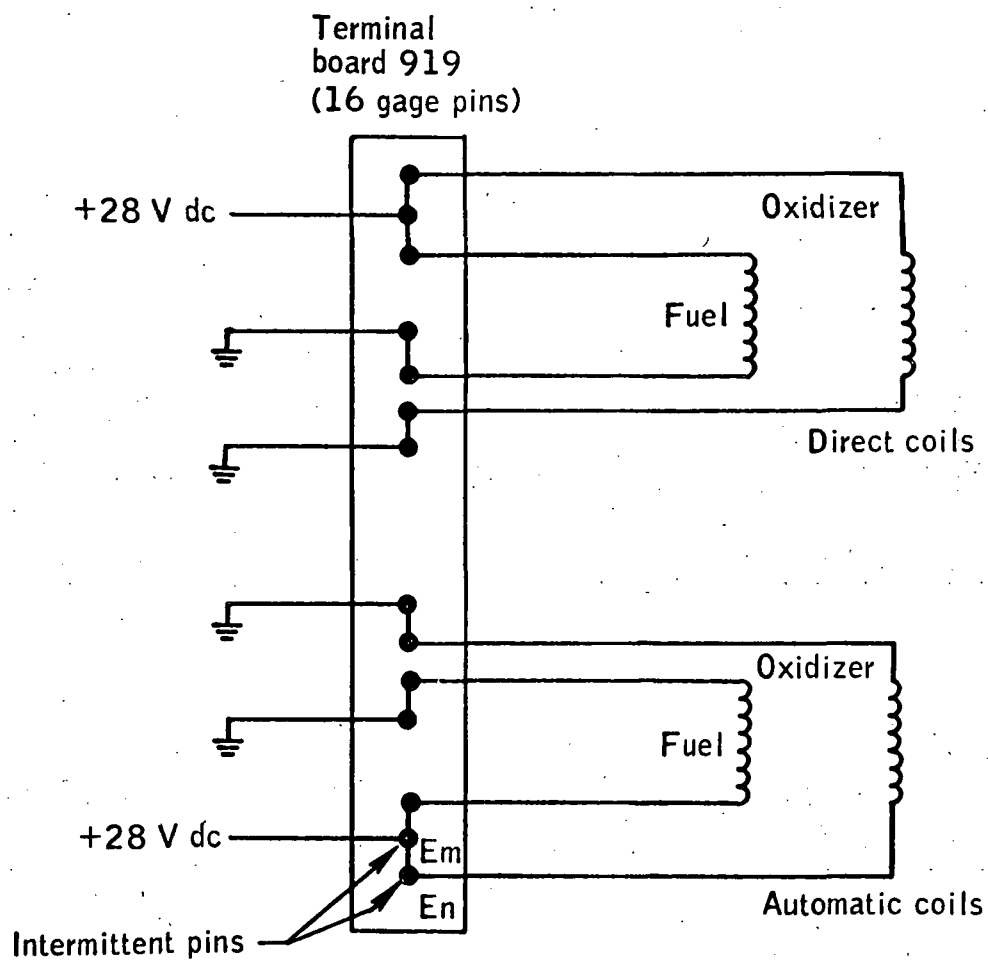 Terminal
board 919
(16 gage pins)
+28 V dc
Oxidizer
Fuel
Direct coils
Oxidizer
Fuel
+28 V dc
Em
En
Automatic coils
Intermittent pins